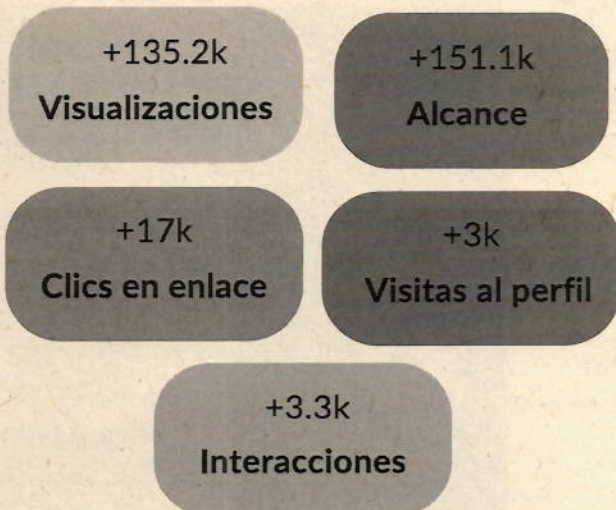 +135.2k
Visualizaciones
+151.1k
Alcance
+17k
Clics en enlace
+3k
Visitas al perfil
+3.3k
Interacciones